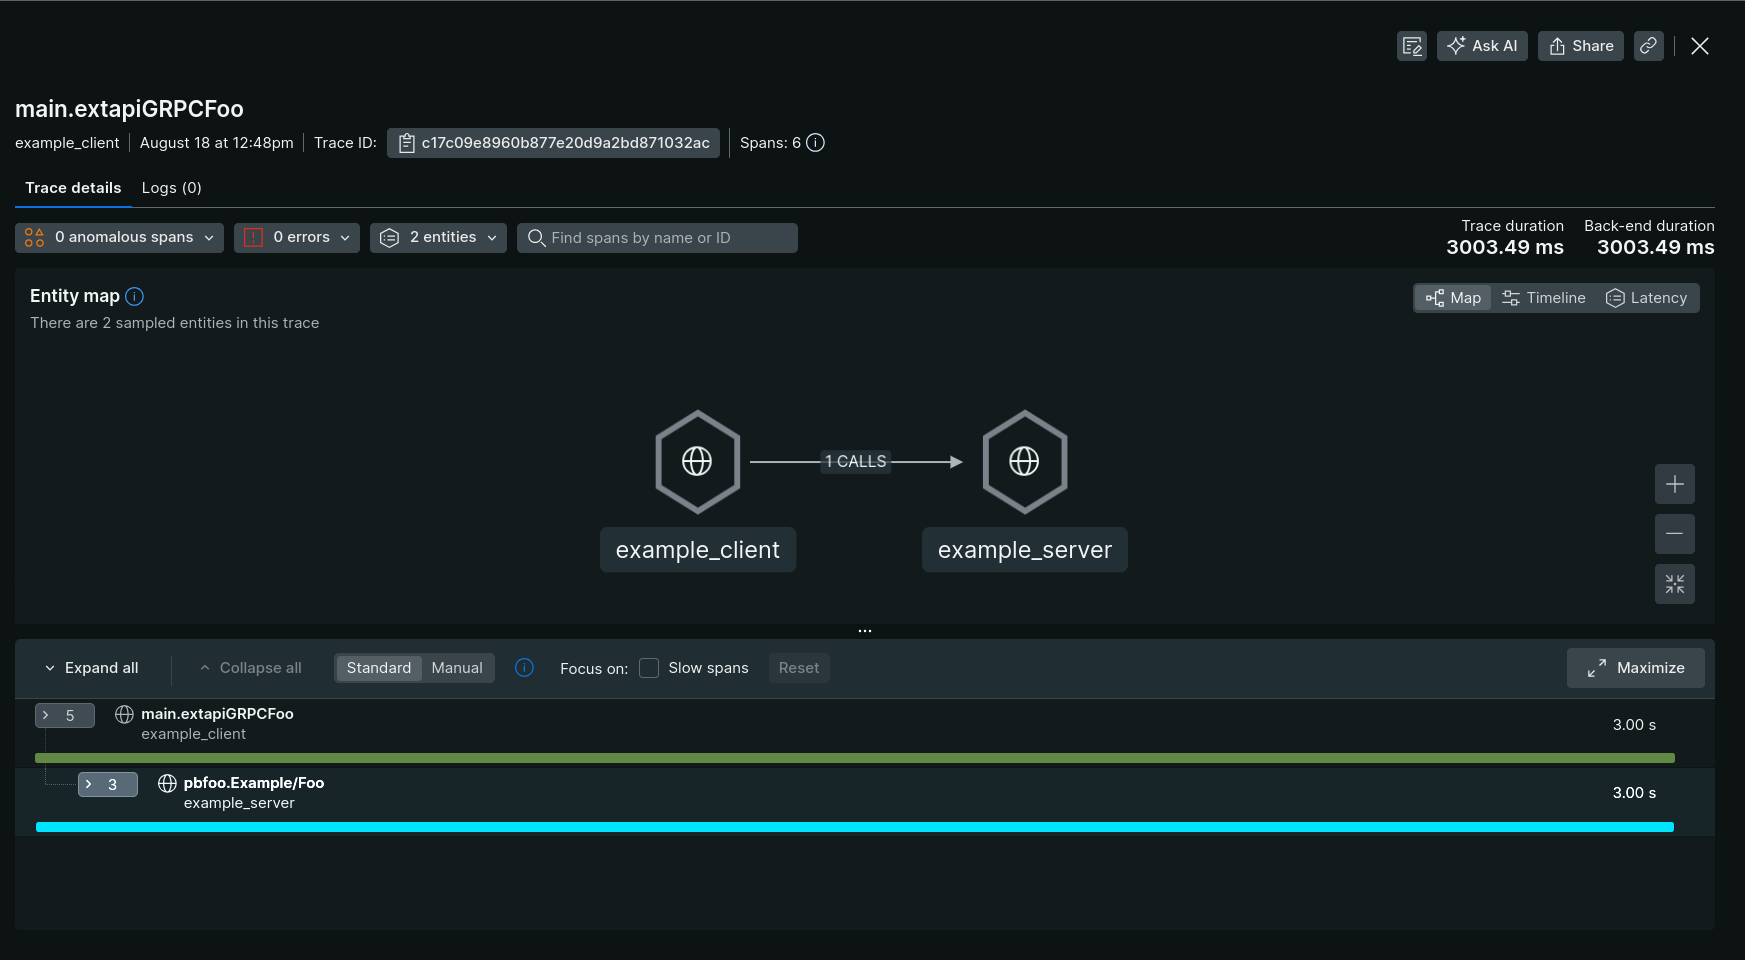 Ask AI Share
main.extapiGRPCFoo
example_client August 18 at 12:48pm Trace ID: c17c09e8960b877e20d9a2bd871032ac Spans: 6
Trace details Logs (0)
0 anomalous spans 0 errors 2 entities Find spans by name or ID
Trace duration Back-end duration
3003.49 ms 3003.49 ms
Entity map
There are 2 sampled entities in this trace
Map Timeline Latency
1 CALLS
example_client example_server
Expand all Collapse all Standard Manual Focus on: Slow spans Reset Maximize
5 main.extapiGRPCFoo
example_client
3.00 s
3 pbfoo.Example/Foo
example_server
3.00 s